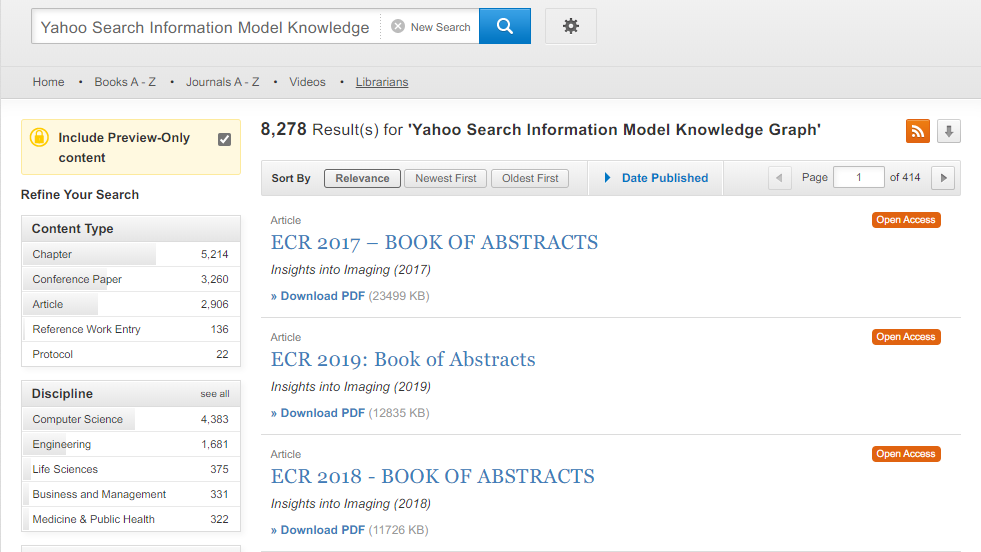 Yahoo Search Information Model Knowledge
New Search
Home • Books A - Z • Journals A - Z • Videos • Librarians
Include Preview-Only
content
Refine Your Search
Content Type
Chapter 5,214
Conference Paper 3,260
Article 2,906
Reference Work Entry 136
Protocol 22
Discipline see all
Computer Science 4,383
Engineering 1,681
Life Sciences 375
Business and Management 331
Medicine & Public Health 322
8,278 Result(s) for 'Yahoo Search Information Model Knowledge Graph'
Sort By Relevance Newest First Oldest First Date Published Page 1 of 414
Article Open Access
ECR 2017 – BOOK OF ABSTRACTS
Insights into Imaging (2017)
» Download PDF (23499 KB)
Article Open Access
ECR 2019: Book of Abstracts
Insights into Imaging (2019)
» Download PDF (12835 KB)
Article Open Access
ECR 2018 - BOOK OF ABSTRACTS
Insights into Imaging (2018)
» Download PDF (11726 KB)